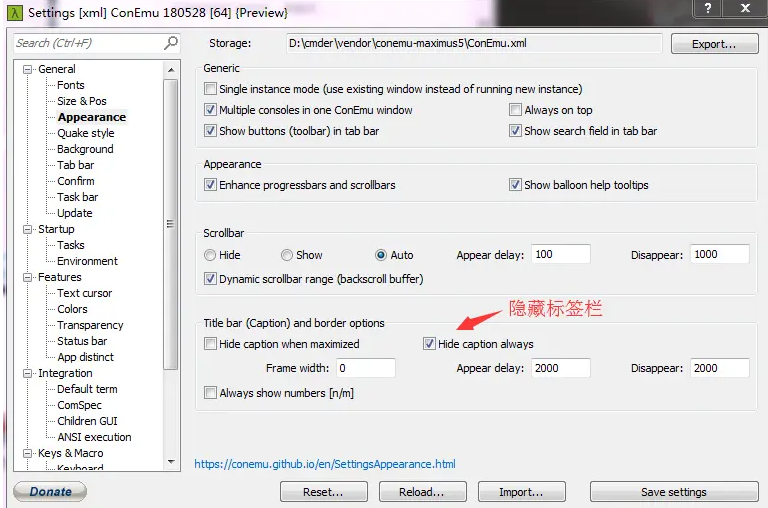 Settings [xml] ConEmu 180528 [64] {Preview}
Search (Ctrl+F)
Storage: D:\cmder\vendor\conemu-maximus5\ConEmu.xml Export...
General
Fonts
Size & Pos
Appearance
Quake style
Background
Tab bar
Confirm
Task bar
Update
Startup
Tasks
Environment
Features
Text cursor
Colors
Transparency
Status bar
App distinct
Integration
Default term
ComSpec
Children GUI
ANSI execution
Keys & Macro
Keyboard
Generic
Single instance mode (use existing window instead of running new instance)
Multiple consoles in one ConEmu window Always on top
Show buttons (toolbar) in tab bar Show search field in tab bar
Appearance
Enhance progressbars and scrollbars Show balloon help tooltips
Scrollbar
Hide Show Auto Appear delay: 100 Disappear: 1000
Dynamic scrollbar range (backscroll buffer)
隐藏标签栏
Title bar (Caption) and border options
Hide caption when maximized Hide caption always
Frame width: 0 Appear delay: 2000 Disappear: 2000
Always show numbers [n/m]
https://conemu.github.io/en/SettingsAppearance.html
Donate Reset... Reload... Import... Save settings